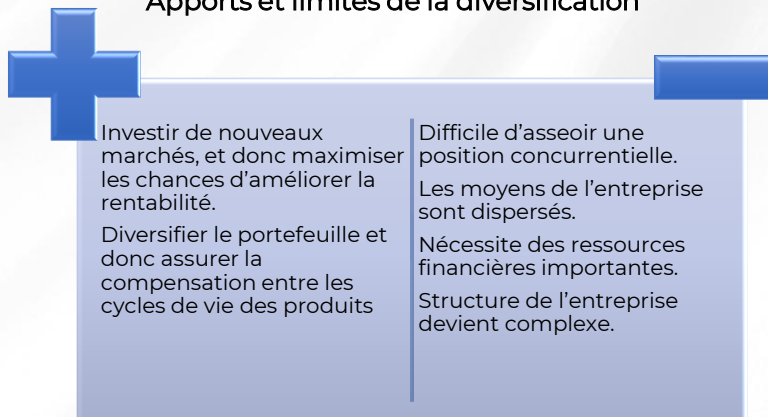 Apports et limites de la diversification
Investir de nouveaux
marchés, et donc maximiser
les chances d’améliorer la
rentabilité.
Diversifier le portefeuille et
donc assurer la
compensation entre les
cycles de vie des produits
Difficile d’asseoir une
position concurrentielle.
Les moyens de l’entreprise
sont dispersés.
Nécessite des ressources
financières importantes.
Structure de l’entreprise
devient complexe.